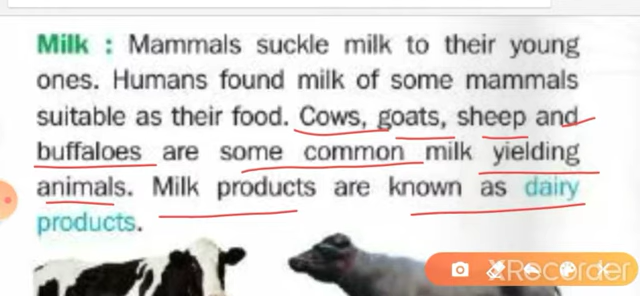 Milk : Mammals suckle milk to their young
ones. Humans found milk of some mammals
suitable as their food. Cows, goats, sheep and
buffaloes are some common milk yielding
animals. Milk products are known as dairy
products.
XRecorder